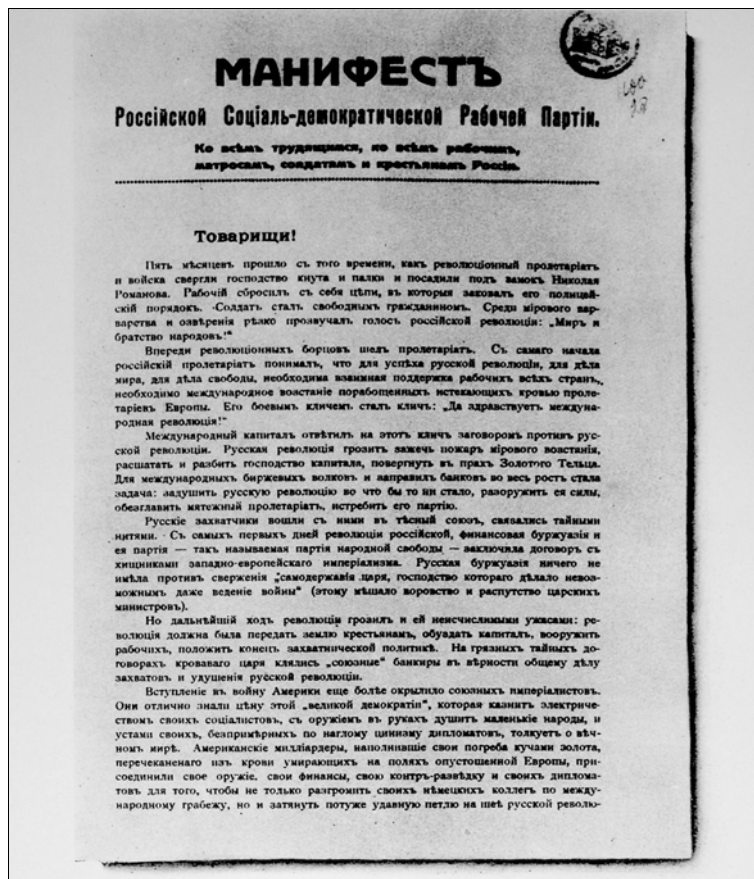 МАНИФЕСТЪ
Россійской Соціалъ-демократической Рабочей Партіи.
Ко всѣмъ трудящимся, ко всѣмъ рабочимъ,
матросамъ, солдатамъ и крестьянамъ Россіи.
Товарищи!
Пять мѣсяцевъ прошло съ того времени, какъ революціонный пролетаріатъ
и войска свергли господство кнута и палки и посадили подъ замокъ Николая
Романова. Рабочій сбросилъ съ себя цѣпи, въ которыя заковалъ его полицей-
скій порядокъ. Солдатъ сталъ свободнымъ гражданиномъ. Среди мірового вар-
варства и озвѣренія рѣзко прозвучалъ голосъ россійской революціи: „Миръ и
братство народовъ!“
Впереди революціонныхъ борцовъ шелъ пролетаріатъ. Съ самаго начала
россійскій пролетаріатъ понималъ, что для успѣха русской революціи, для дѣла
мира, для дѣла свободы, необходима взаимная поддержка рабочихъ всѣхъ странъ,
необходимо международное возстаніе порабощенныхъ истекающихъ кровью проле-
таріевъ Европы. Его боевымъ кличемъ сталъ кличъ: „Да здравствуетъ междуна-
родная революція!“
Международный капиталъ отвѣтилъ на этотъ кличъ заговоромъ противъ рус-
ской революціи. Русская революція грозитъ зажечь пожаръ мірового возстанія,
расшатать и разбить господство капитала, повергнуть въ прахъ Золотого Тельца.
Для международныхъ биржевыхъ волковъ и заправилъ банковъ во весь ростъ стала
задача: задушить русскую революцію во что бы то ни стало, разоружить ея силы,
обезглавить мятежный пролетаріатъ, истребить его партію.
Русскіе захватчики вошли съ ними въ тѣсный союзъ, связались тайными
нитями. Съ самыхъ первыхъ дней революціи россійской, финансовая буржуазія и
ея партія — такъ называемая партія народной свободы — заключила договоръ съ
хищниками западно-европейскаго имперіализма. Русская буржуазія ничего не
имѣла противъ сверженія „самодержавія царя, господство котораго дѣлало невоз-
можнымъ даже веденіе войны“ (этому мѣшало воровство и распутство царскихъ
министровъ).
Но дальнѣйшій ходъ революціи грозилъ и ей неисчислимыми ужасами: ре-
волюція должна была передать землю крестьянамъ, обуздать капиталъ, вооружить
рабочихъ, положить конецъ захватнической политикѣ. На грязныхъ тайныхъ до-
говорахъ кроваваго царя клялись „союзные“ банкиры въ вѣрности общему дѣлу
захватовъ и удушенія русской революціи.
Вступленіе въ войну Америки еще болѣе окрылило союзныхъ имперіалистовъ.
Они отлично знали цѣну этой „великой демократіи“, которая казнитъ электриче-
ствомъ своихъ соціалистовъ, съ оружіемъ въ рукахъ душитъ маленькіе народы, и
устами своихъ, безпримѣрныхъ по наглому цинизму дипломатовъ, толкуетъ о вѣч-
номъ мирѣ. Американскіе милліардеры, наполнившіе свои погреба кучами золота,
перечеканенаго изъ крови умирающихъ на поляхъ опустошенной Европы, при-
соединили свое оружіе, свои финансы, свою контръ-развѣдку и своихъ диплома-
товъ для того, чтобы не только разгромить своихъ нѣмецкихъ коллегъ по между-
народному грабежу, но и затянуть потуже удавную петлю на шеѣ русской револю-